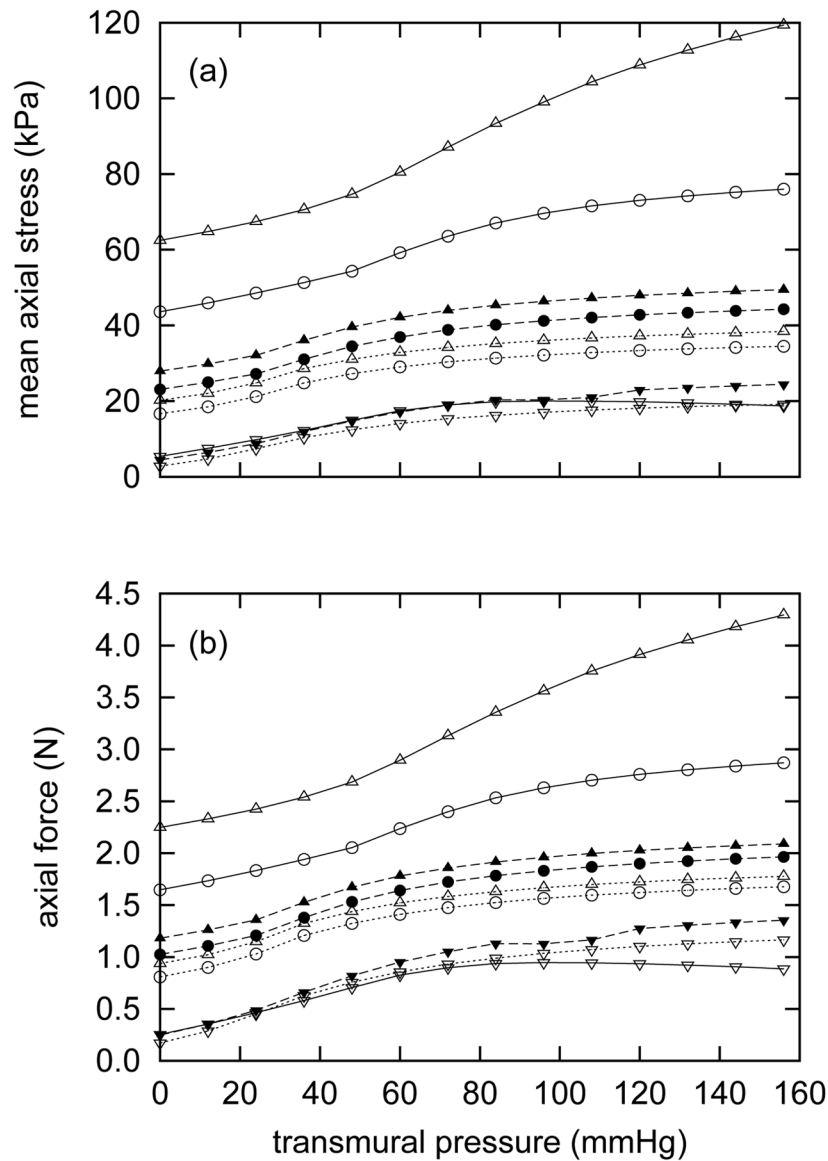 120
(a)
100
80
60
40
20
0
mean axial stress (kPa)
4.5
(b)
4.0
3.5
3.0
2.5
2.0
1.5
1.0
0.5
0.0
axial force (N)
0 20 40 60 80 100 120 140 160
transmural pressure (mmHg)